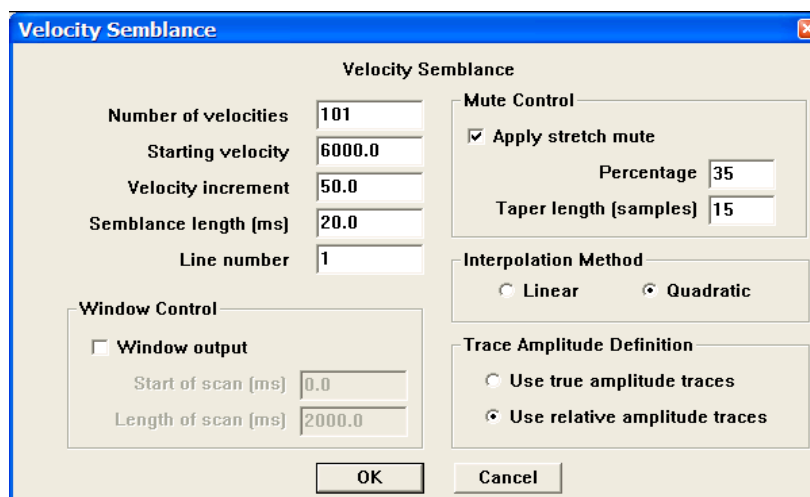 Velocity Semblance
Velocity Semblance
Number of velocities 101
Starting velocity 6000.0
Velocity increment 50.0
Semblance length (ms) 20.0
Line number 1
Window Control
Window output
Start of scan (ms) 0.0
Length of scan (ms) 2000.0
Mute Control
Apply stretch mute
Percentage 35
Taper length (samples) 15
Interpolation Method
Linear Quadratic
Trace Amplitude Definition
Use true amplitude traces
Use relative amplitude traces
OK Cancel